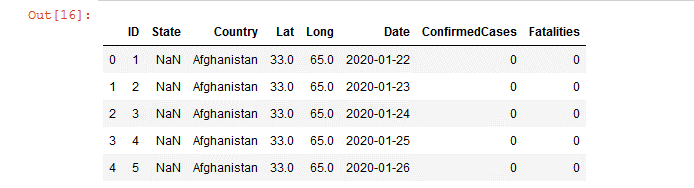 Out[16]:
ID State Country Lat Long Date ConfirmedCases Fatalities
0 1 NaN Afghanistan 33.0 65.0 2020-01-22 0 0
1 2 NaN Afghanistan 33.0 65.0 2020-01-23 0 0
2 3 NaN Afghanistan 33.0 65.0 2020-01-24 0 0
3 4 NaN Afghanistan 33.0 65.0 2020-01-25 0 0
4 5 NaN Afghanistan 33.0 65.0 2020-01-26 0 0